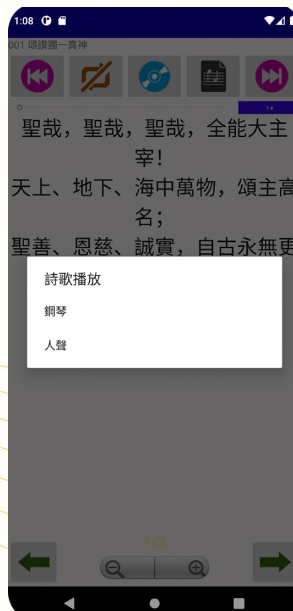 1:08
001 頌讚獨一真神
聖哉，聖哉，聖哉，全能大主
宰！
天上、地下、海中萬物，頌主高
名；
聖善、恩慈、誠實，自古永無更
詩歌播放
鋼琴
人聲
1/3